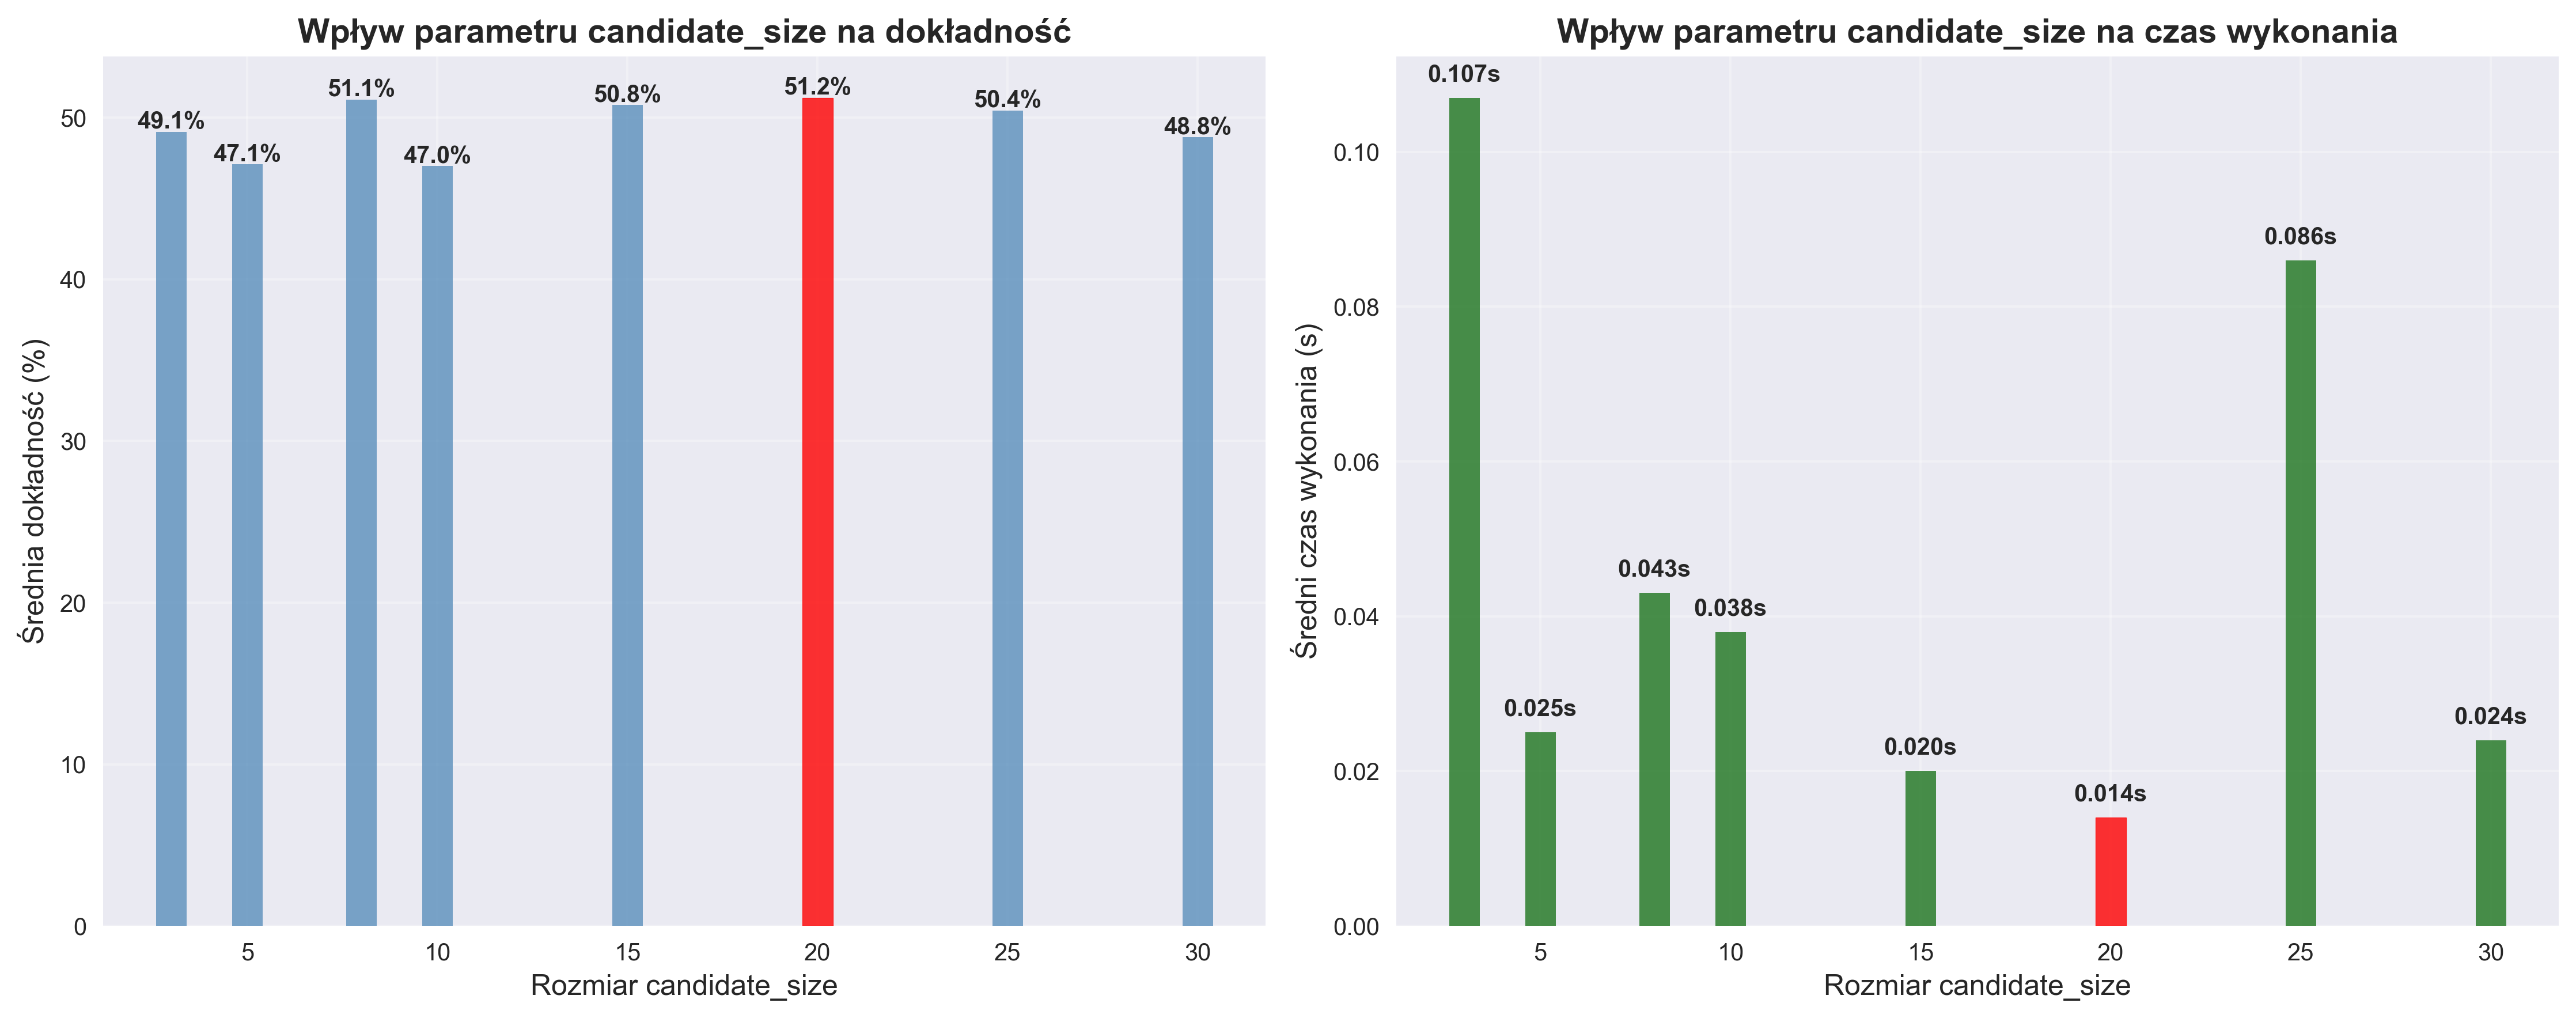 Wpływ parametru candidate_size na dokładność
Średnia dokładność (%)
50
40
30
20
10
0
49.1%
47.1%
51.1%
47.0%
50.8%
51.2%
50.4%
48.8%
5
10
15
20
25
30
Rozmiar candidate_size
Wpływ parametru candidate_size na czas wykonania
Średni czas wykonania (s)
0.10
0.08
0.06
0.04
0.02
0.00
0.107s
0.025s
0.043s
0.038s
0.020s
0.014s
0.086s
0.024s
5
10
15
20
25
30
Rozmiar candidate_size